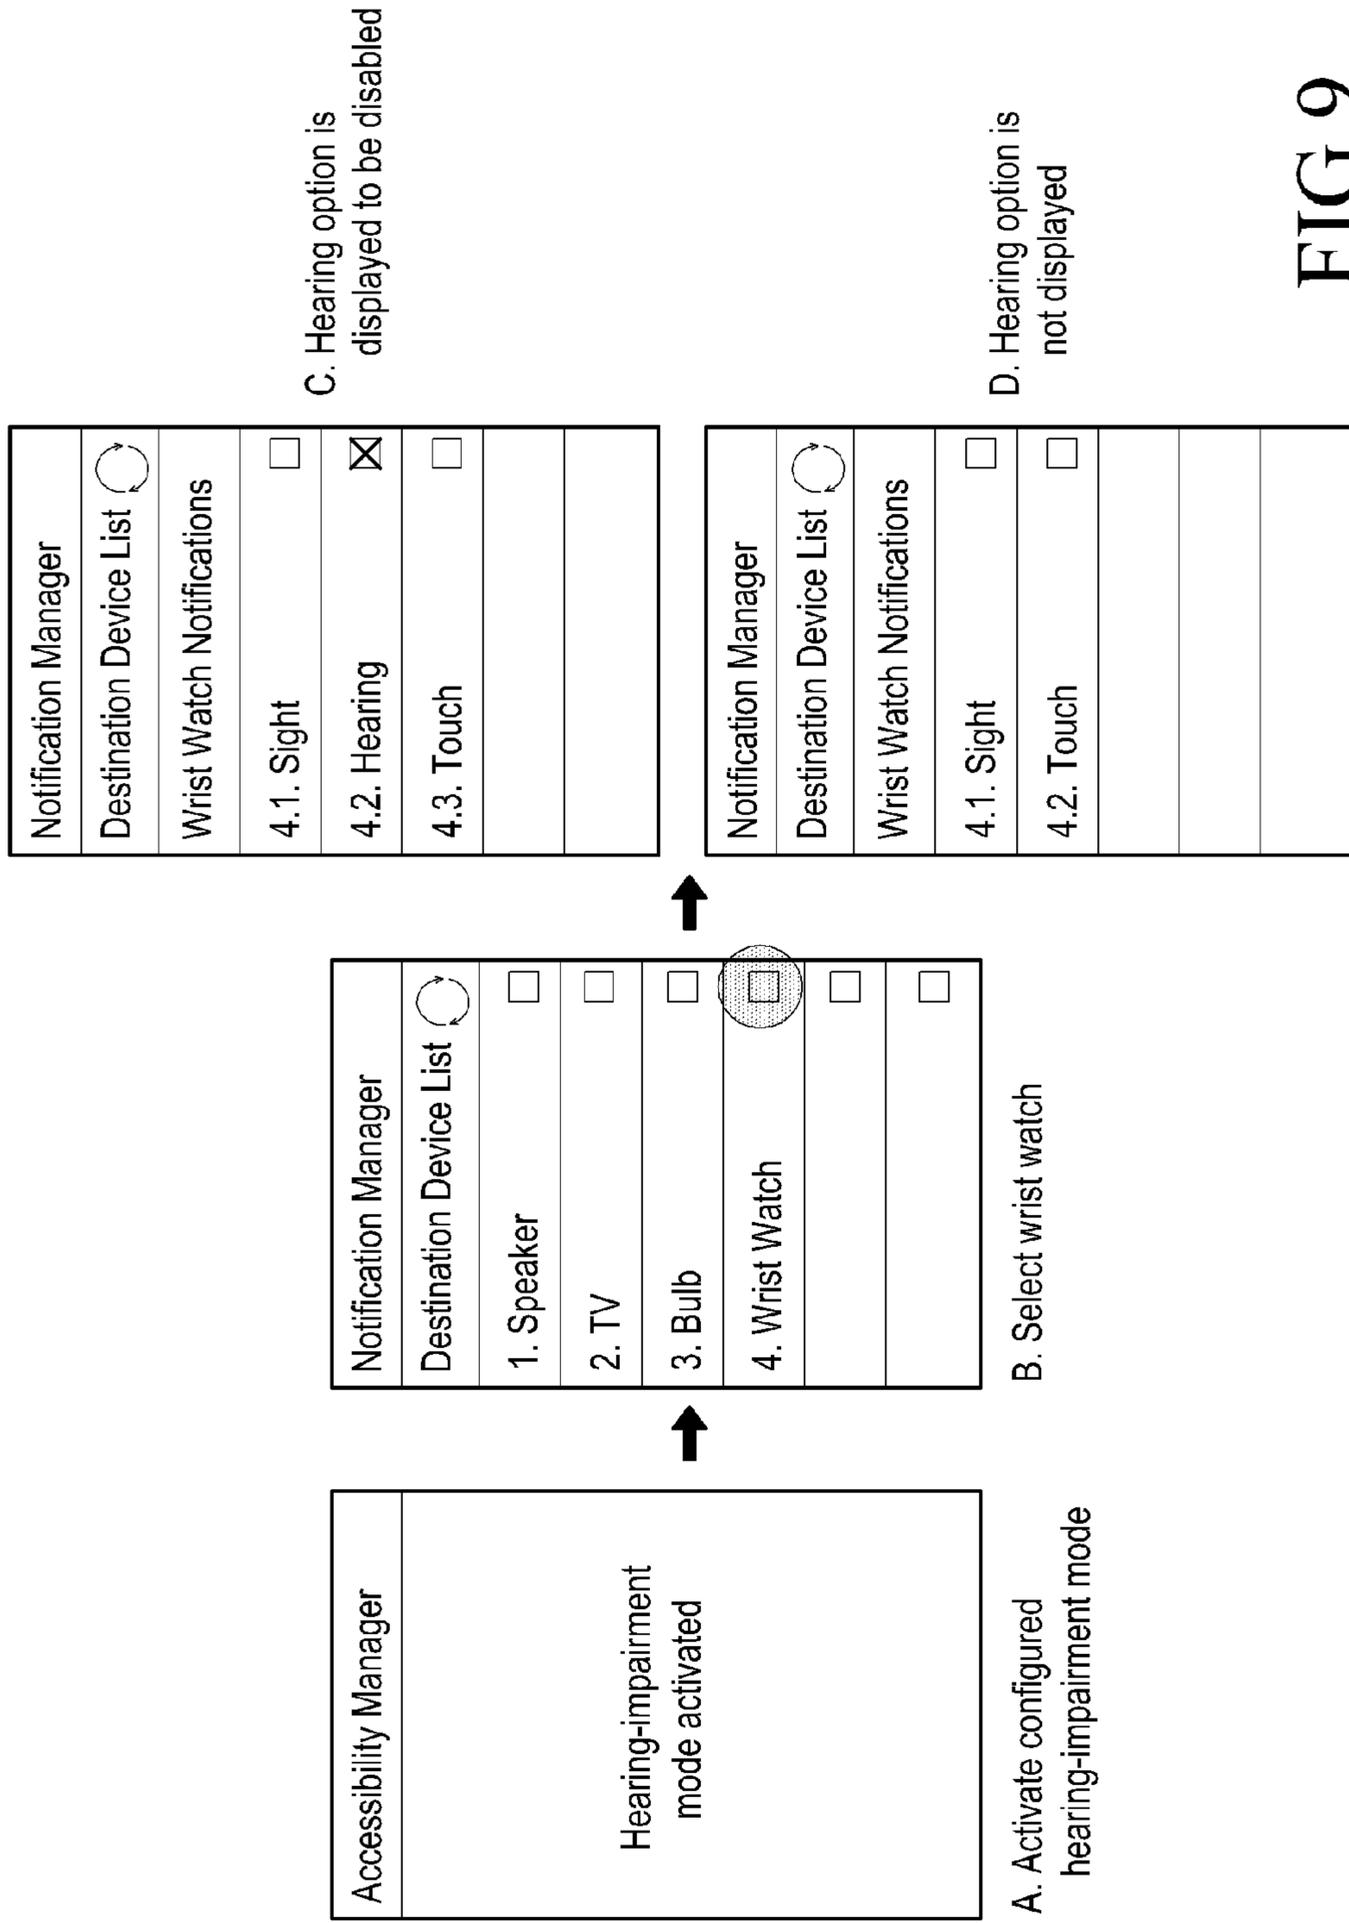 Accessibility Manager
Hearing-impairment
mode activated
A. Activate configured
hearing-impairment mode
Notification Manager
Destination Device List
1. Speaker
2. TV
3. Bulb
4. Wrist Watch
B. Select wrist watch
Notification Manager
Destination Device List
Wrist Watch Notifications
4.1. Sight
4.2. Hearing
4.3. Touch
C. Hearing option is
displayed to be disabled
Notification Manager
Destination Device List
Wrist Watch Notifications
4.1. Sight
4.2. Touch
D. Hearing option is
not displayed
FIG 9